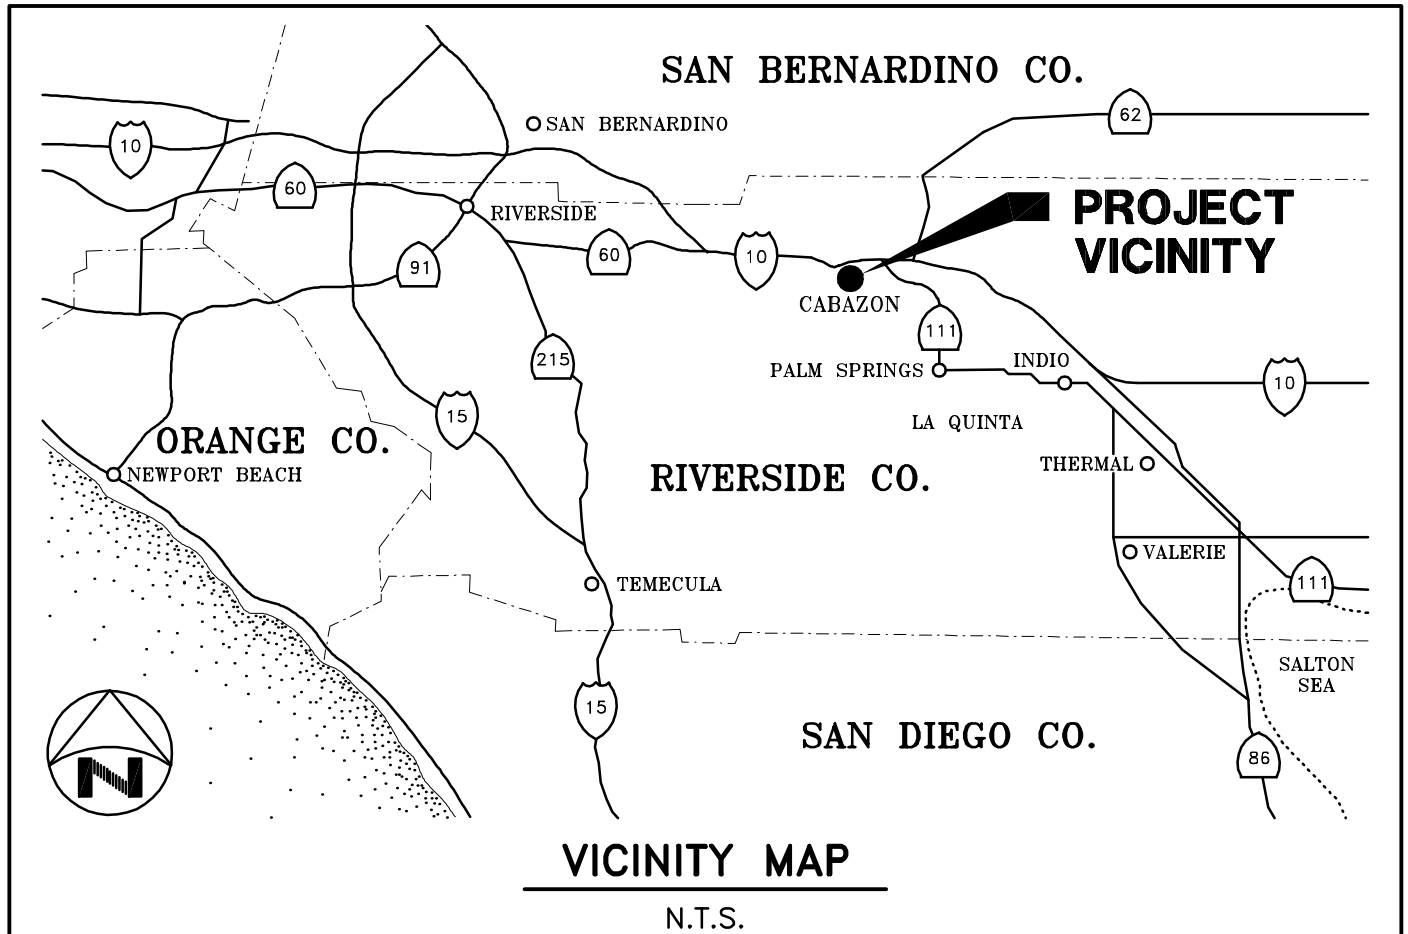 SAN BERNARDINO CO.
62
SAN BERNARDINO
10
60
RIVERSIDE
PROJECT
VICINITY
91
60
10
CABAZON
111
215
PALM SPRINGS
INDIO
10
15
LA QUINTA
ORANGE CO.
NEWPORT BEACH
RIVERSIDE CO.
THERMAL
VALERIE
TEMECULA
111
SALTON
SEA
15
SAN DIEGO CO.
86
N
VICINITY MAP
N.T.S.